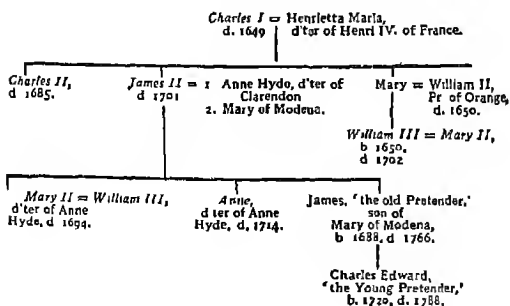 Charles I = Henrietta Maria,
d. 1649 d'ter of Henri IV. of France.
Charles II, James II = 1 Anne Hyde, d'ter of Mary = William II,
d 1685. d 1701 Clarendon Pr of Orange,
2. Mary of Modena. d. 1650.
William III = Mary II,
b 1650.
d 1702
Mary II = William III, Anne, James, 'the old Pretender,'
d'ter of Anne d ter of Anne son of
Hyde, d 1694. Hyde, d, 1714. Mary of Modena,
b 1688, d 1766.
Charles Edward,
'the Young Pretender,'
b. 1720, d. 1788.